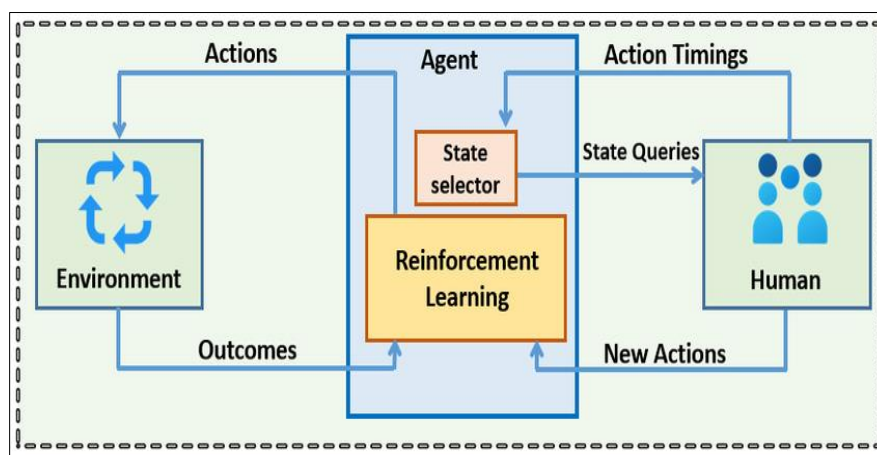 Actions
Agent
Action Timings
State
selector
State Queries
Environment
Reinforcement
Learning
Human
Outcomes
New Actions